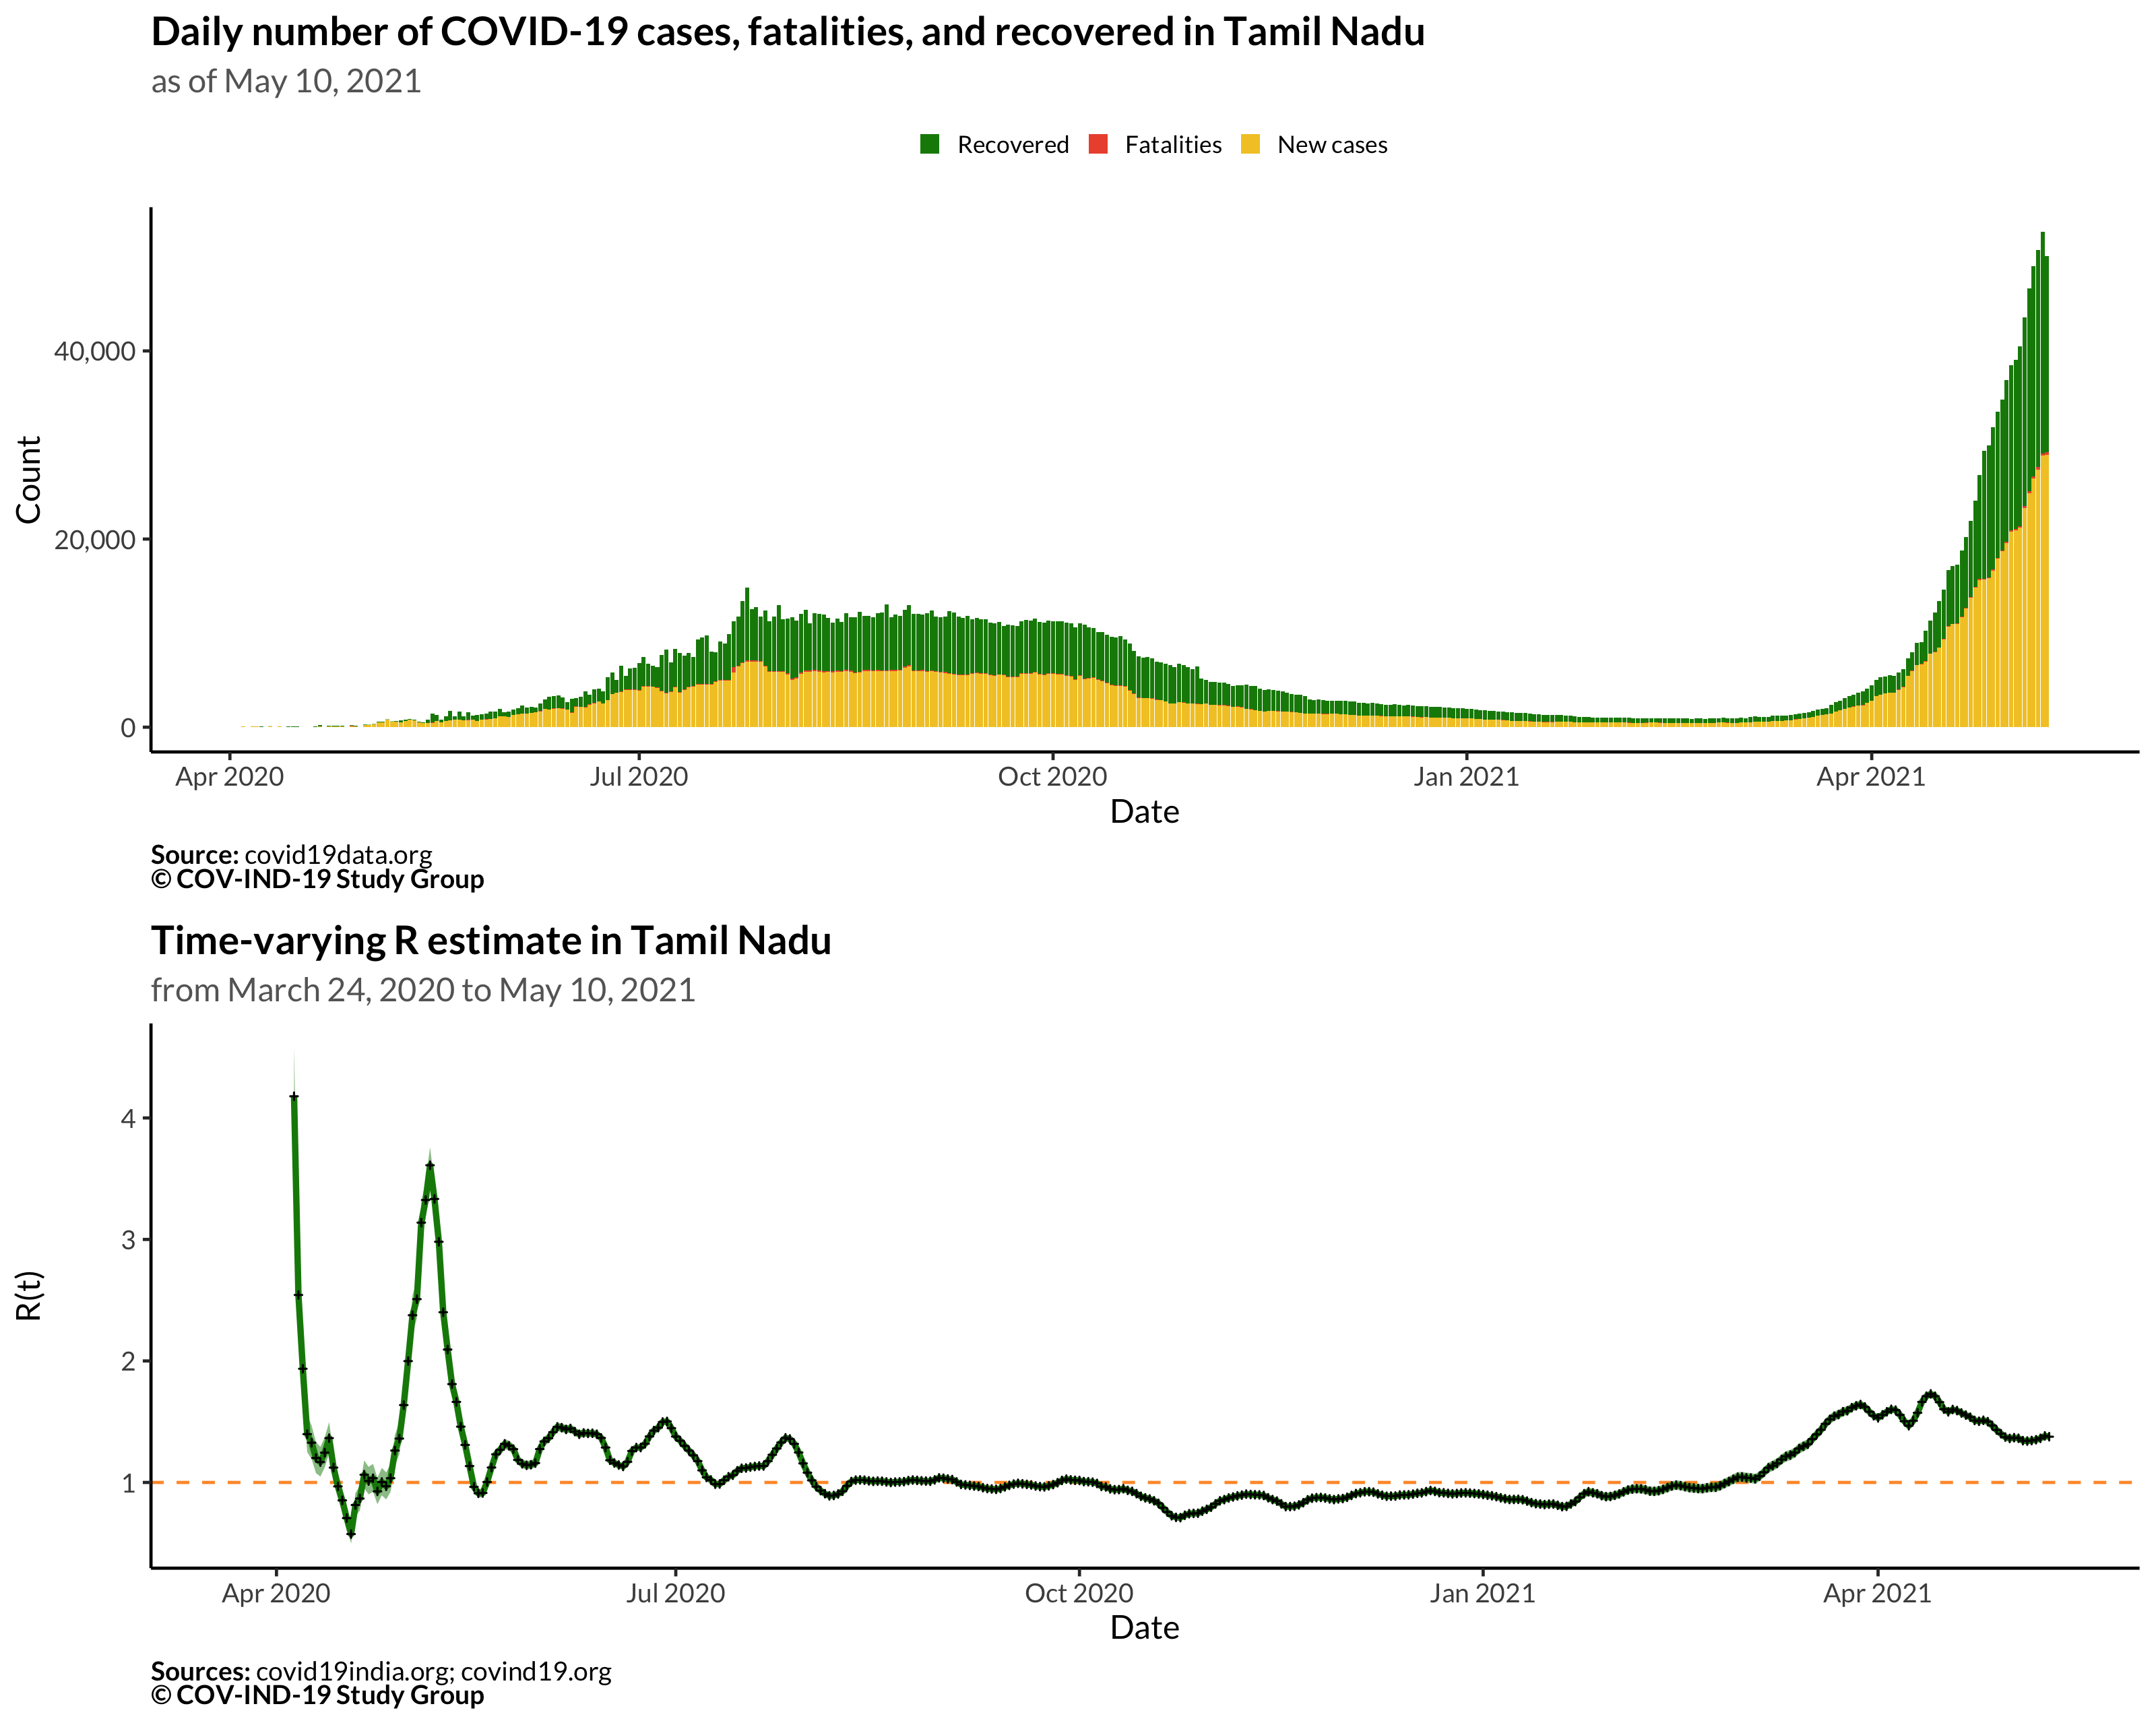 Daily number of COVID-19 cases, fatalities, and recovered in Tamil Nadu
as of May 10, 2021
Recovered Fatalities New cases
Count
40,000
20,000
0
Apr 2020 Jul 2020 Oct 2020 Jan 2021 Apr 2021
Date
Source: covid19data.org
© COV-IND-19 Study Group
Time-varying R estimate in Tamil Nadu
from March 24, 2020 to May 10, 2021
R(t)
4
3
2
1
Apr 2020 Jul 2020 Oct 2020 Jan 2021 Apr 2021
Date
Sources: covid19india.org; covind19.org
© COV-IND-19 Study Group